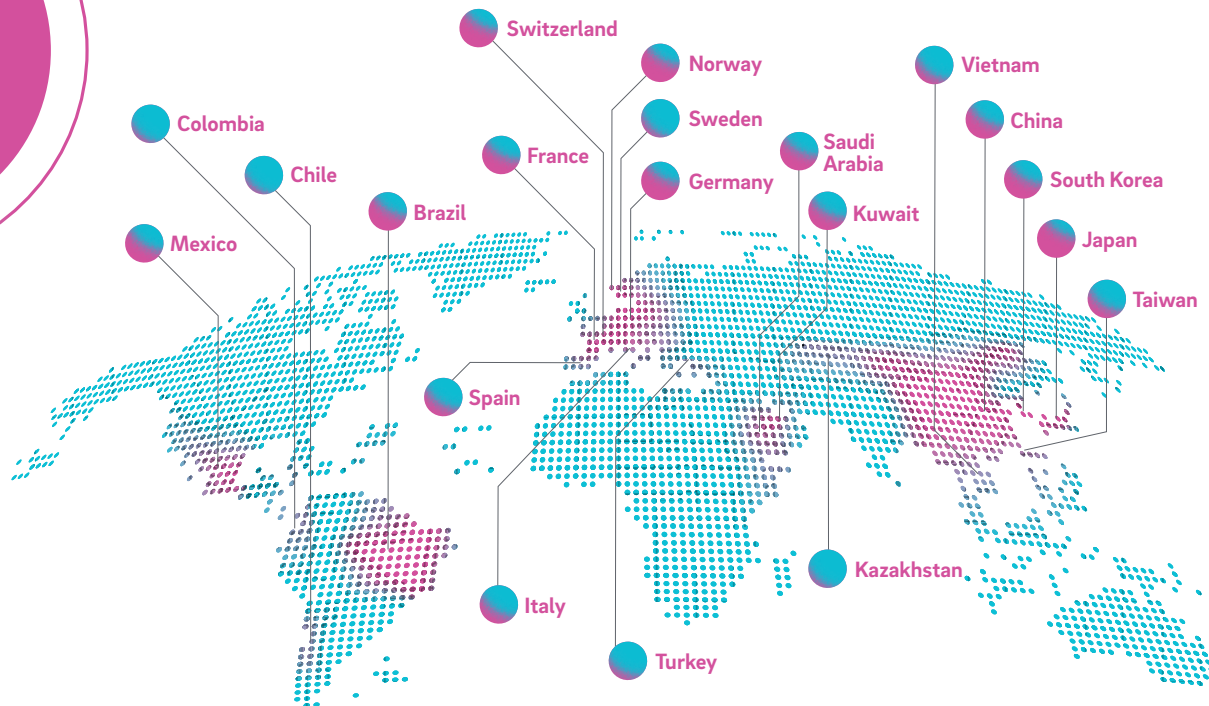 Switzerland
Norway
Vietnam
Sweden
China
Colombia
Saudi
Arabia
France
Chile
Germany
South Korea
Brazil
Kuwait
Mexico
Japan
Taiwan
Spain
Kazakhstan
Italy
Turkey